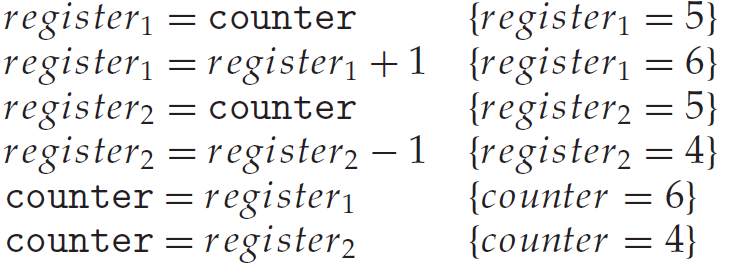 register₁ = counter {register₁ = 5}
register₁ = register₁ + 1 {register₁ = 6}
register₂ = counter {register₂ = 5}
register₂ = register₂ − 1 {register₂ = 4}
counter = register₁ {counter = 6}
counter = register₂ {counter = 4}